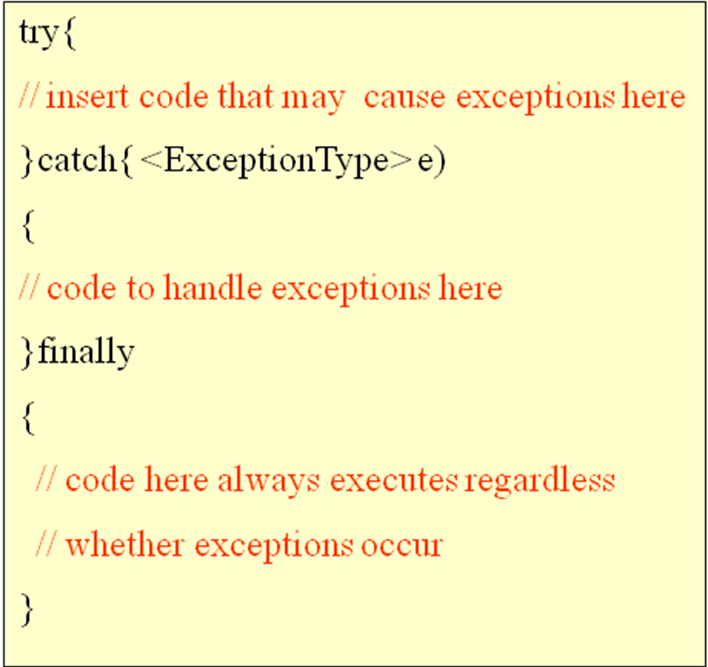 try{
// insert code that may cause exceptions here
}catch{ <ExceptionType> e)
{
// code to handle exceptions here
}finally
{
// code here always executes regardless
// whether exceptions occur
}